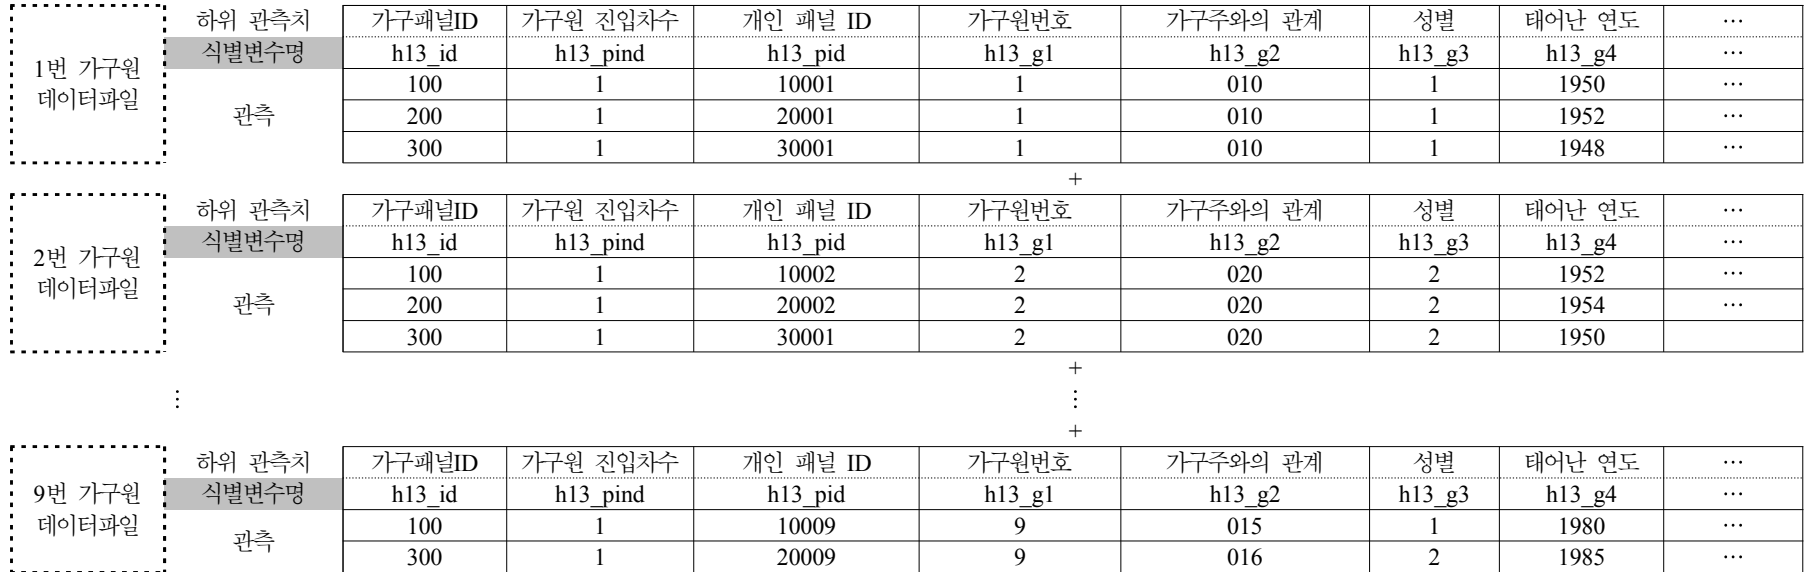 하위 관측치 가구패널ID 가구원 진입차수 개인 패널 ID 가구원번호 가구주와의 관계 성별 태어난 연도 …
식별변수명 h13_id h13_pind h13_pid h13_g1 h13_g2 h13_g3 h13_g4 …
1번 가구원
데이터파일
관측
100 1 10001 1 010 1 1950 …
200 1 20001 1 010 1 1952 …
300 1 30001 1 010 1 1948 …
+
하위 관측치 가구패널ID 가구원 진입차수 개인 패널 ID 가구원번호 가구주와의 관계 성별 태어난 연도 …
식별변수명 h13_id h13_pind h13_pid h13_g1 h13_g2 h13_g3 h13_g4 …
2번 가구원
데이터파일
관측
100 1 10002 2 020 2 1952 …
200 1 20002 2 020 2 1954 …
300 1 30001 2 020 2 1950
+
⋮ ⋮
+
하위 관측치 가구패널ID 가구원 진입차수 개인 패널 ID 가구원번호 가구주와의 관계 성별 태어난 연도 …
식별변수명 h13_id h13_pind h13_pid h13_g1 h13_g2 h13_g3 h13_g4 …
9번 가구원
데이터파일
관측
100 1 10009 9 015 1 1980 …
300 1 20009 9 016 2 1985 …